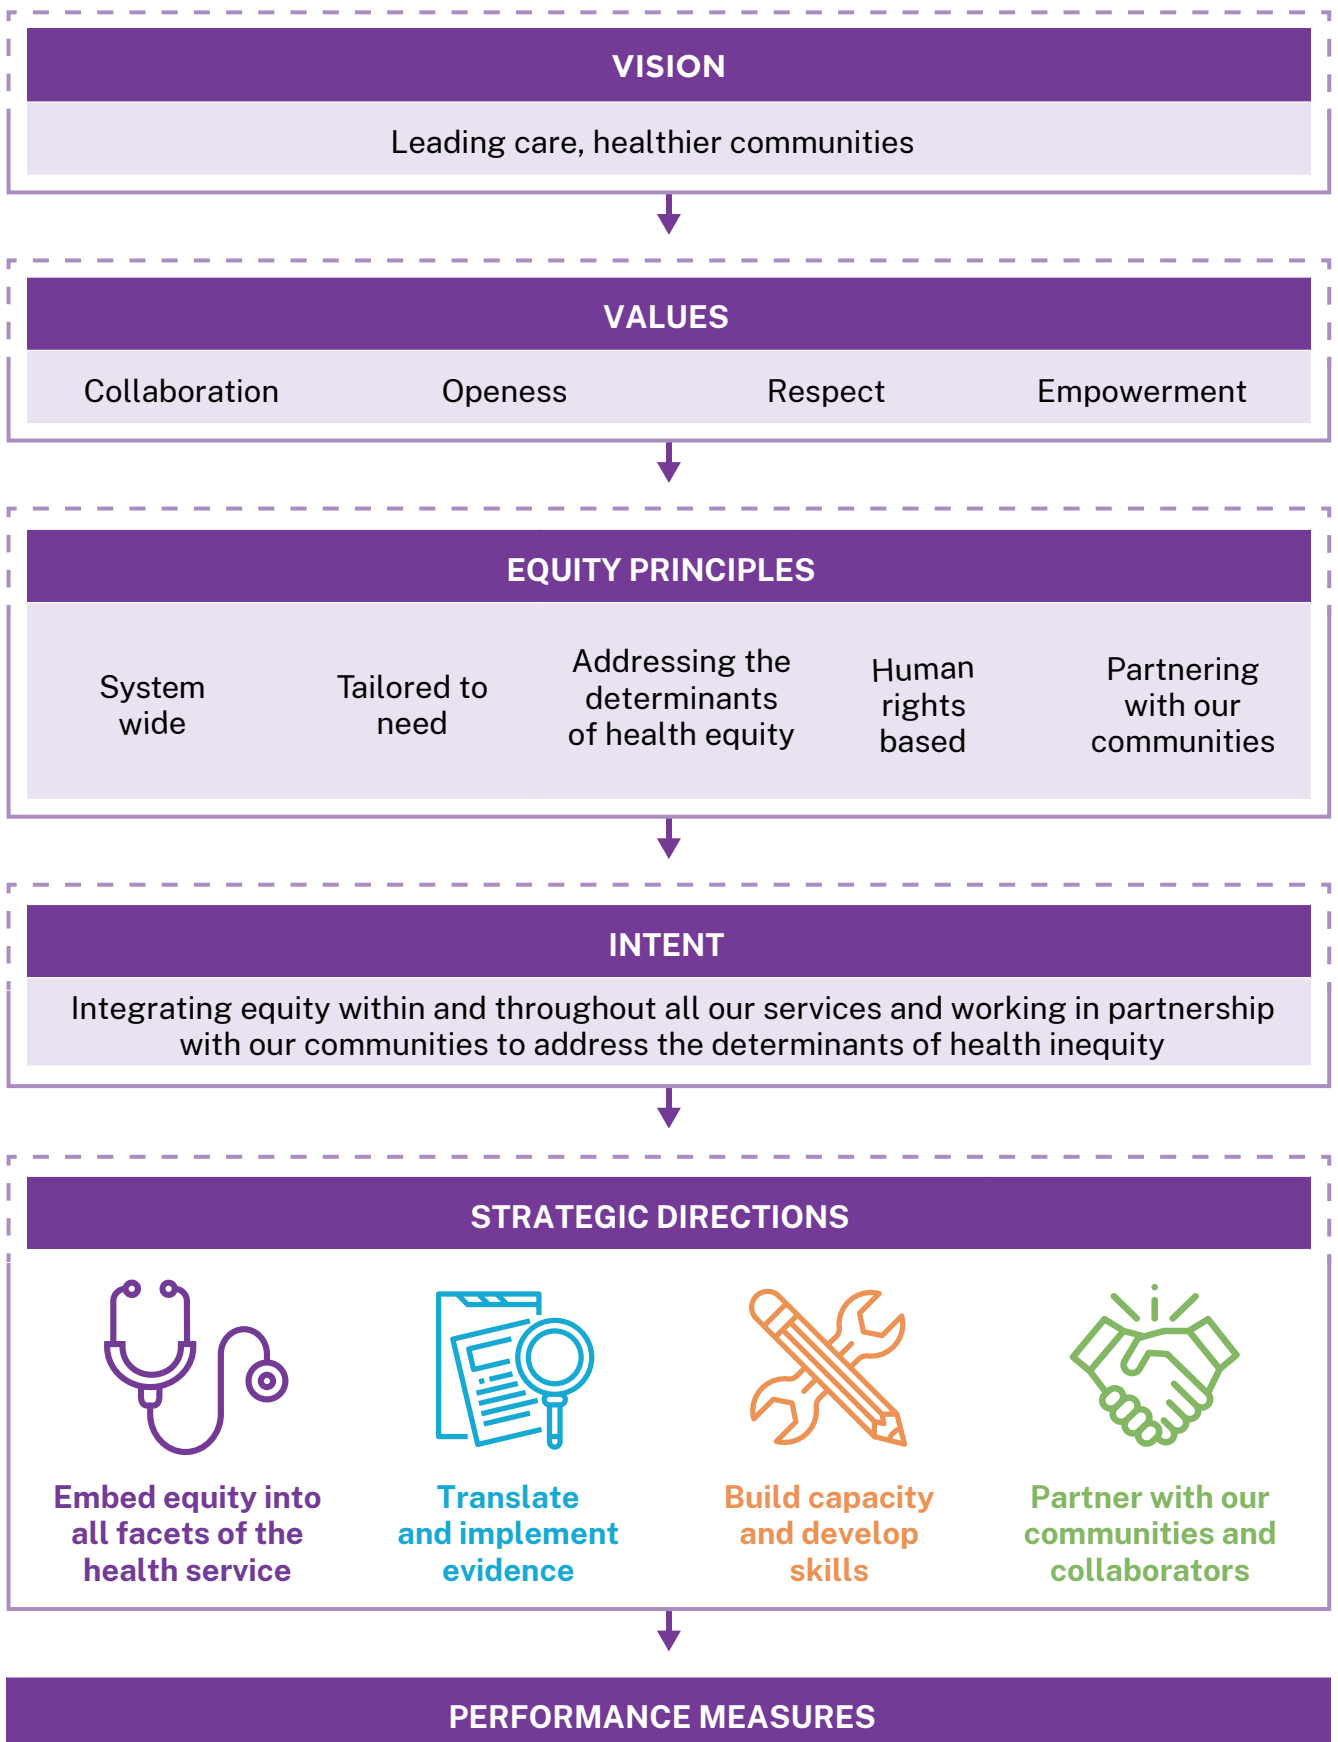 VISION
Leading care, healthier communities
VALUES
Collaboration
Openess
Respect
Empowerment
EQUITY PRINCIPLES
System
wide
Tailored to
need
Addressing the
determinants
of health equity
Human
rights
based
Partnering
with our
communities
INTENT
Integrating equity within and throughout all our services and working in partnership
with our communities to address the determinants of health inequity
STRATEGIC DIRECTIONS
Embed equity into
all facets of the
health service
Translate
and implement
evidence
Build capacity
and develop
skills
Partner with our
communities and
collaborators
PERFORMANCE MEASURES